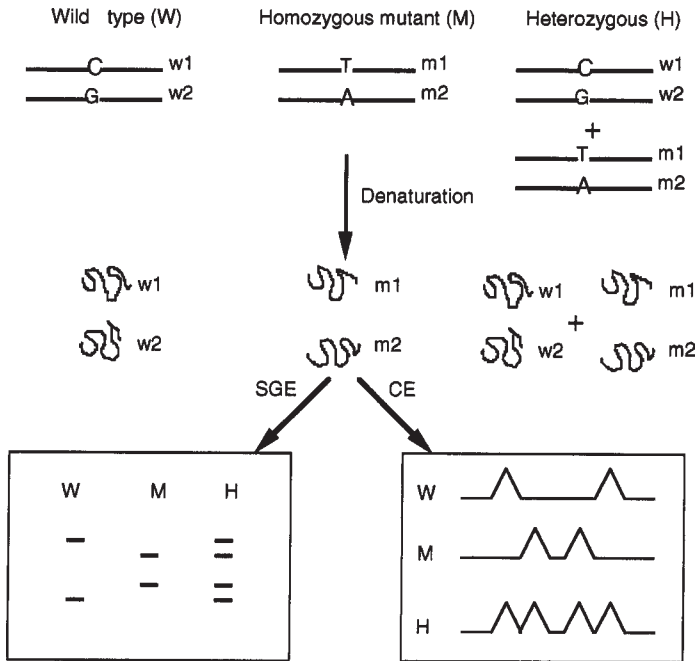 Wild type (W)
Homozygous mutant (M)
Heterozygous (H)
C w1
G w2
T m1
A m2
C w1
G w2
+
T m1
A m2
Denaturation
w1
w2
m1
m2
w1 m1
+
w2 m2
SGE
CE
W M H
W
M
H